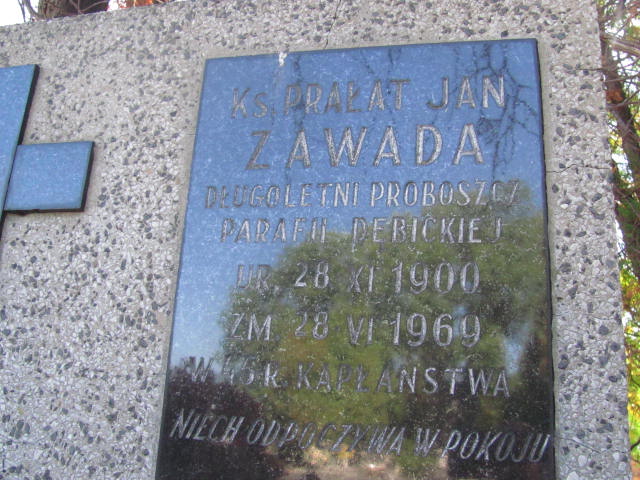 Ks. PRAŁAT JAN
ZAWADA
DŁUGOLETNI PROBOSZCZ
PARAFII DĘBICKIEJ
UR. 28 XI 1900
ZM. 28 VI 1969
W 45 R. KAPŁAŃSTWA
NIECH ODPOCZYWA W POKOJU